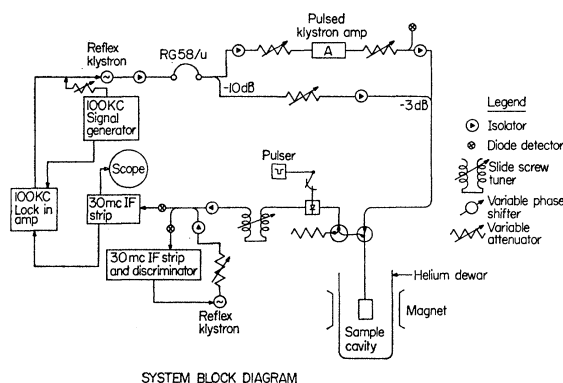 Pulsed
klystron amp
Reflex
klystron
RG58/u
A
-10dB
-3dB
100KC
Signal
generator
Legend
Isolator
Diode detector
Slide screw
tuner
Variable phase
shifter
Variable
attenuator
Scope
Pulser
100KC
Lock in
amp
30mc IF
strip
30 mc IF strip
and discriminator
Reflex
klystron
Helium dewar
Magnet
Sample
cavity
SYSTEM BLOCK DIAGRAM